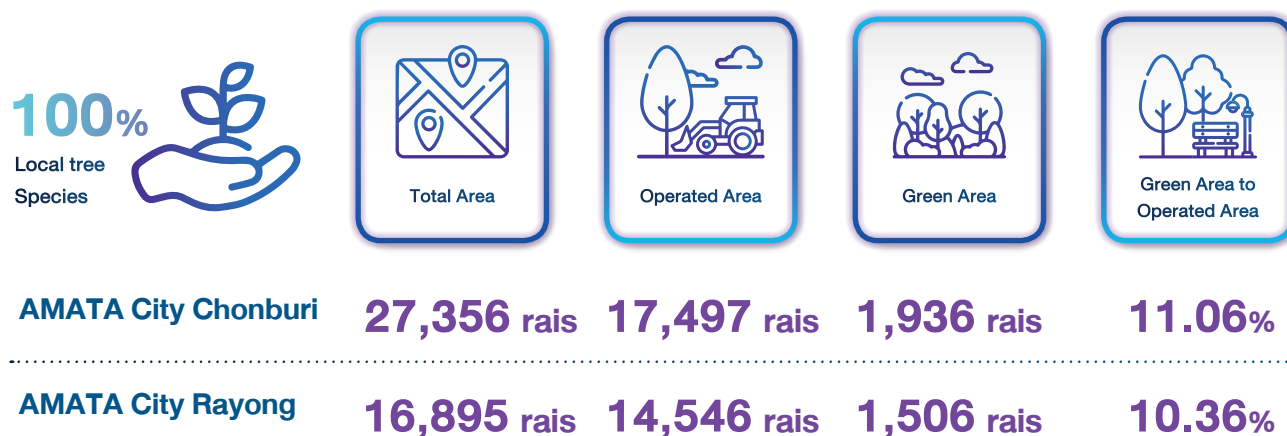 100%
Local tree
Species
Total Area
Operated Area
Green Area
Green Area to
Operated Area
AMATA City Chonburi 27,356 rais 17,497 rais 1,936 rais 11.06%
AMATA City Rayong 16,895 rais 14,546 rais 1,506 rais 10.36%